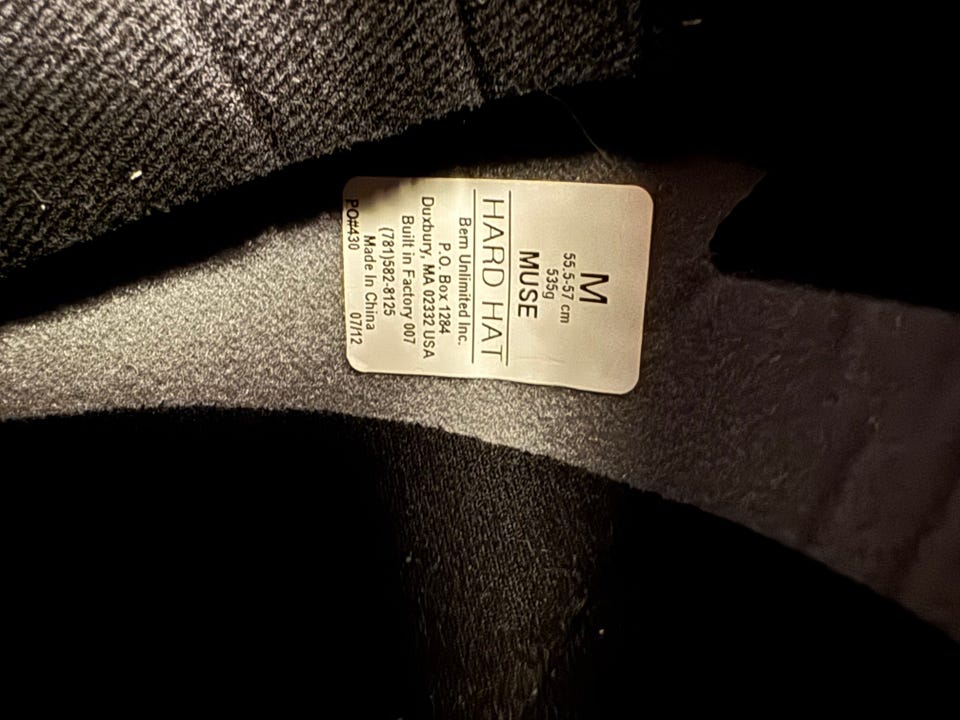 M
55.5-57 cm
535g
MUSE
HARD HAT
Bern Unlimited Inc.
P.O. Box 1284
Duxbury, MA 02332 USA
Built in Factory 007
(781)582-8125
Made In China
PO#430 07/12